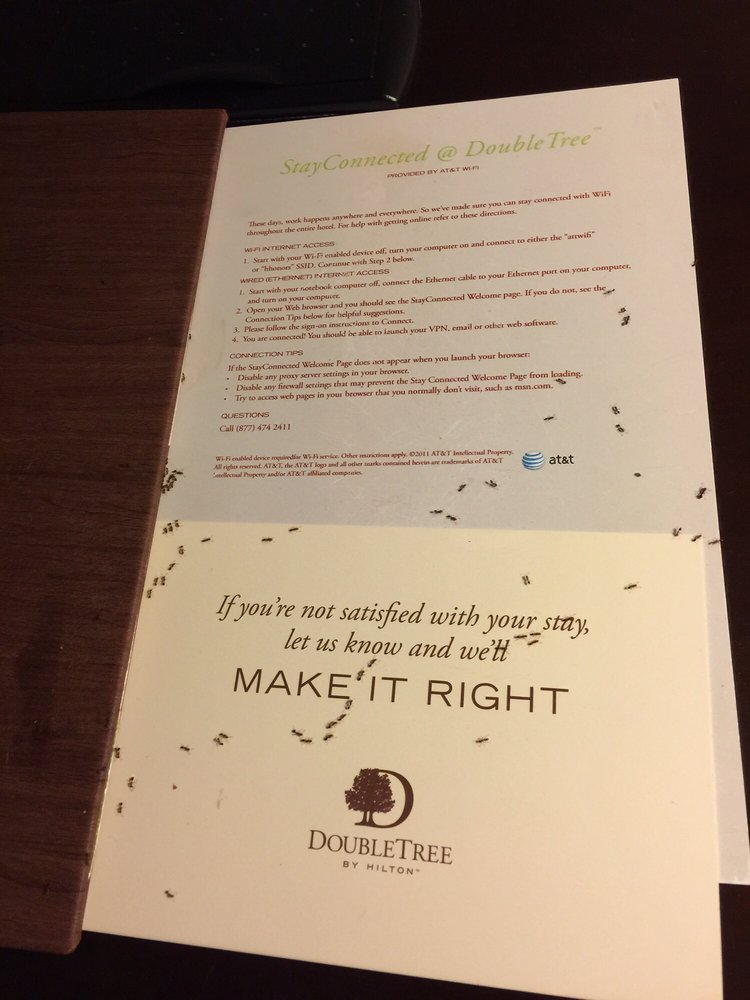 StayConnected @ DoubleTree™
PROVIDED BY AT&T WI-FI
These days, work happens anywhere and everywhere. So we've made sure you can stay connected with WiFi
throughout the entire hotel. For help with getting online refer to these directions.
WI-FI INTERNET ACCESS
1. Start with your Wi-Fi enabled device off, turn your computer on and connect to either the "attwifi"
or "hhonors" SSID. Continue with Step 2 below.
WIRED (ETHERNET) INTERNET ACCESS
1. Start with your notebook computer off, connect the Ethernet cable to your Ethernet port on your computer,
and turn on your computer.
2. Open your Web browser and you should see the StayConnected Welcome page. If you do not, see the
Connection Tips below for helpful suggestions.
3. Please follow the sign-on instructions to Connect.
4. You are connected! You should be able to launch your VPN, email or other web software.
CONNECTION TIPS
If the StayConnected Welcome Page does not appear when you launch your browser:
• Disable any proxy server settings in your browser.
• Disable any firewall settings that may prevent the Stay Connected Welcome Page from loading.
• Try to access web pages in your browser that you normally don't visit, such as msn.com.
QUESTIONS
Call (877) 474 2411
Wi-Fi enabled device required for Wi-Fi service. Other restrictions apply. ©2011 AT&T Intellectual Property.
All rights reserved. AT&T, the AT&T logo and all other marks contained herein are trademarks of AT&T
Intellectual Property and/or AT&T affiliated companies.
at&t
If you're not satisfied with your stay,
let us know and we'll
MAKE IT RIGHT
D
DOUBLETREE
BY HILTON™